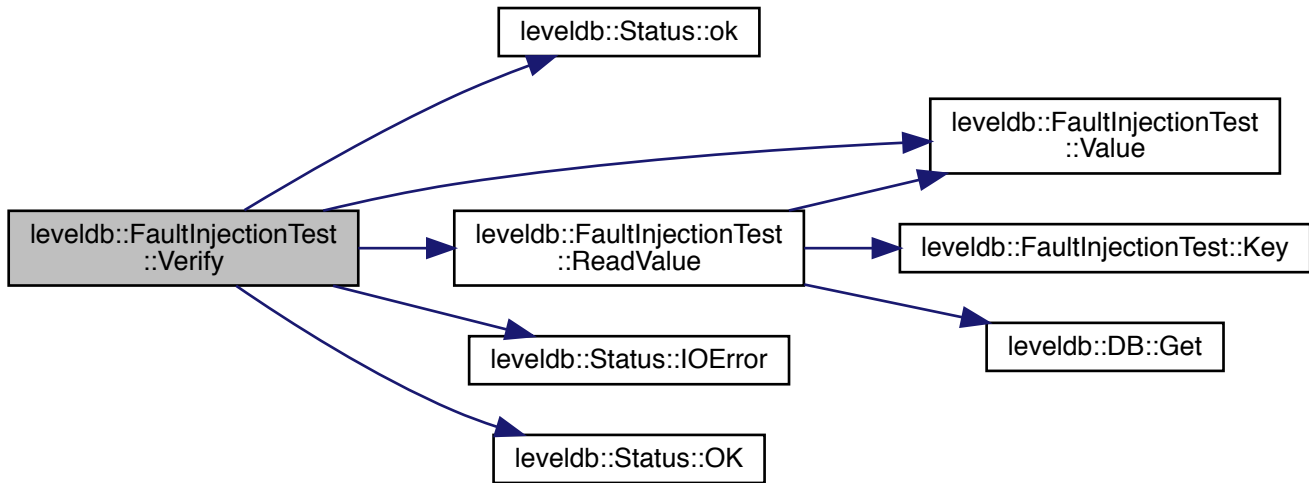 leveldb::Status::ok
leveldb::FaultInjectionTest
::Value
leveldb::FaultInjectionTest
::Verify
leveldb::FaultInjectionTest
::ReadValue
leveldb::FaultInjectionTest::Key
leveldb::Status::IOError
leveldb::DB::Get
leveldb::Status::OK